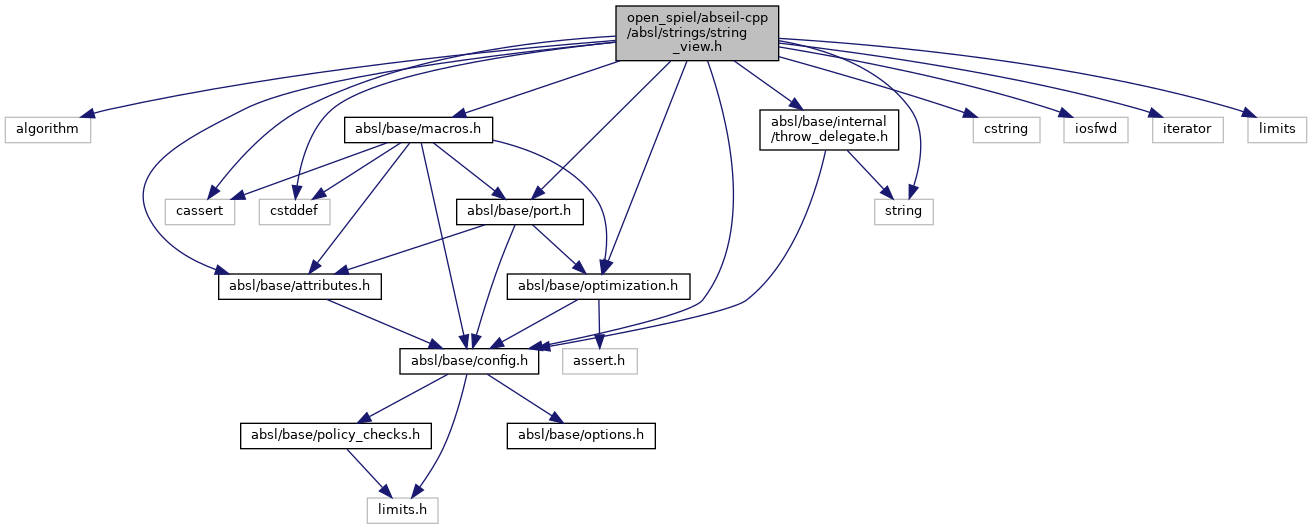 open_spiel/abseil-cpp
/absl/strings/string
_view.h
algorithm
absl/base/macros.h
absl/base/internal
/throw_delegate.h
cstring
iosfwd
iterator
limits
cassert
cstddef
absl/base/port.h
string
absl/base/attributes.h
absl/base/optimization.h
absl/base/config.h
assert.h
absl/base/policy_checks.h
absl/base/options.h
limits.h